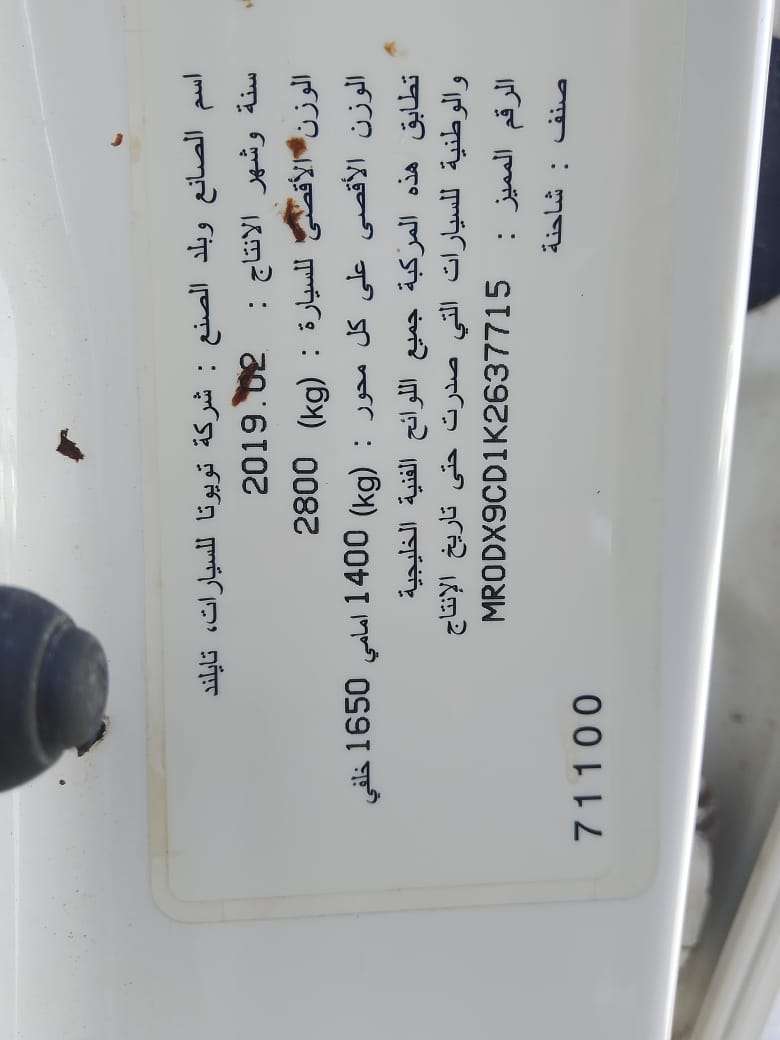 اسم الصانع وبلد الصنع : شركة تويوتا للسيارات، تايلند
سنة وشهر الانتاج : 2019.02
الوزن الأقصى للسيارة : (kg) 2800
الوزن الأقصى على كل محور : (kg) 1400 امامي 1650 خلفي
تطابق هذه المركبة جميع اللوائح الفنية الخليجية
والوطنية للسيارات التي صدرت حتى تاريخ الإنتاج
الرقم المميز : MR0DX9CD1K2637715
صنف : شاحنة
71100